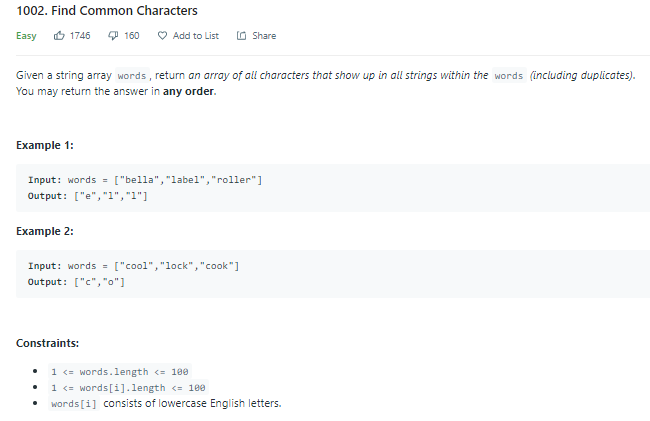 1002. Find Common Characters
Easy 1746 160 Add to List Share
Given a string array words, return an array of all characters that show up in all strings within the words (including duplicates).
You may return the answer in any order.
Example 1:
Input: words = ["bella","label","roller"]
Output: ["e","l","l"]
Example 2:
Input: words = ["cool","lock","cook"]
Output: ["c","o"]
Constraints:
• 1 <= words.length <= 100
• 1 <= words[i].length <= 100
• words[i] consists of lowercase English letters.